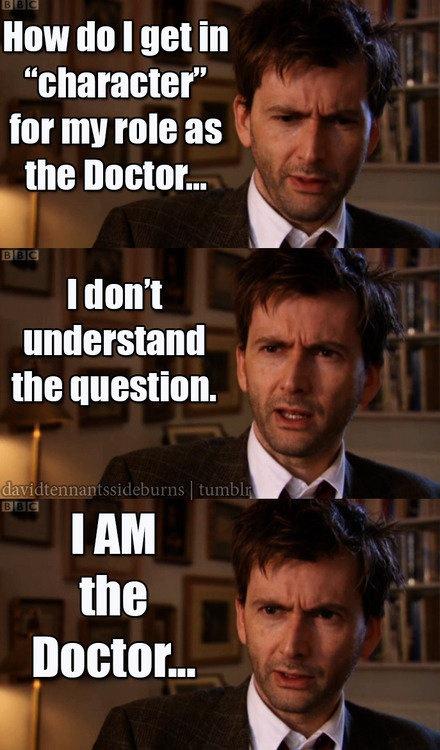 BBC
How do I get in
“character”
for my role as
the Doctor...
BBC
I don’t
understand
the question.
davidtennantssideburns | tumblr
BBC
I AM
the
Doctor...